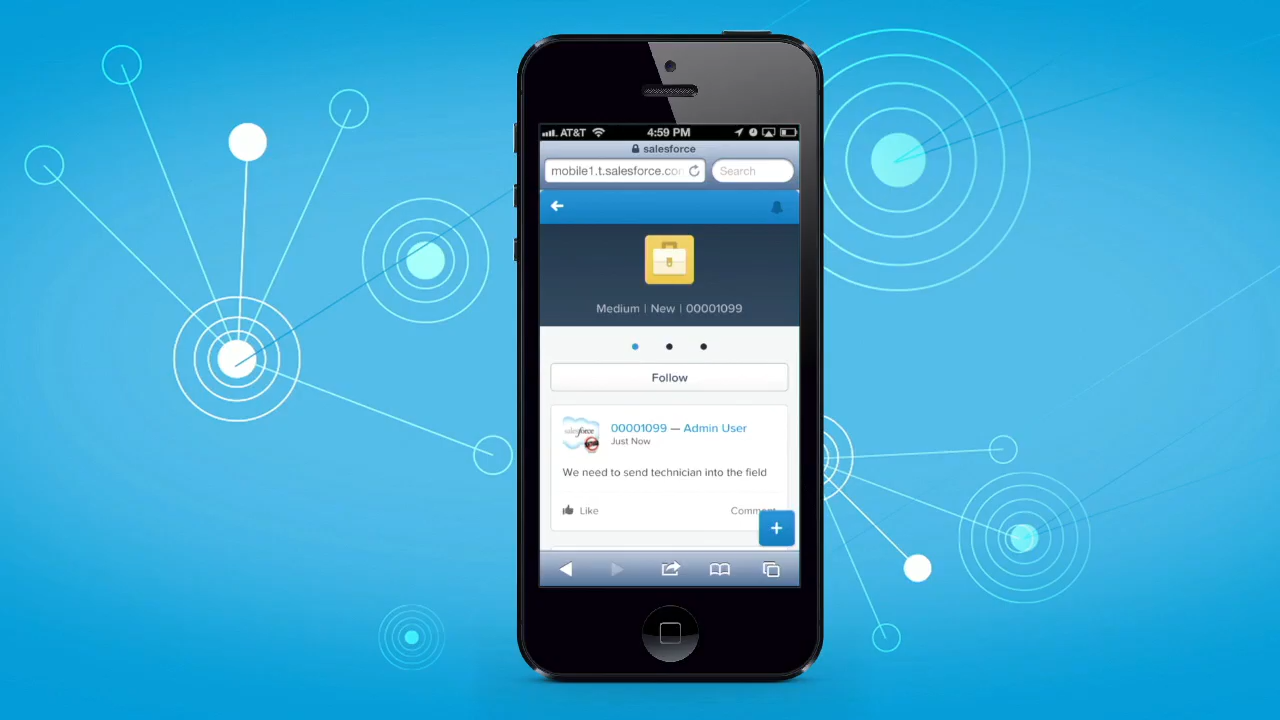 AT&T 4:59 PM
salesforce
mobile1.t.salesforce.com Search
Medium | New | 00001099
Follow
salesforce
00001099 — Admin User
Just Now
We need to send technician into the field
Like Comment
+